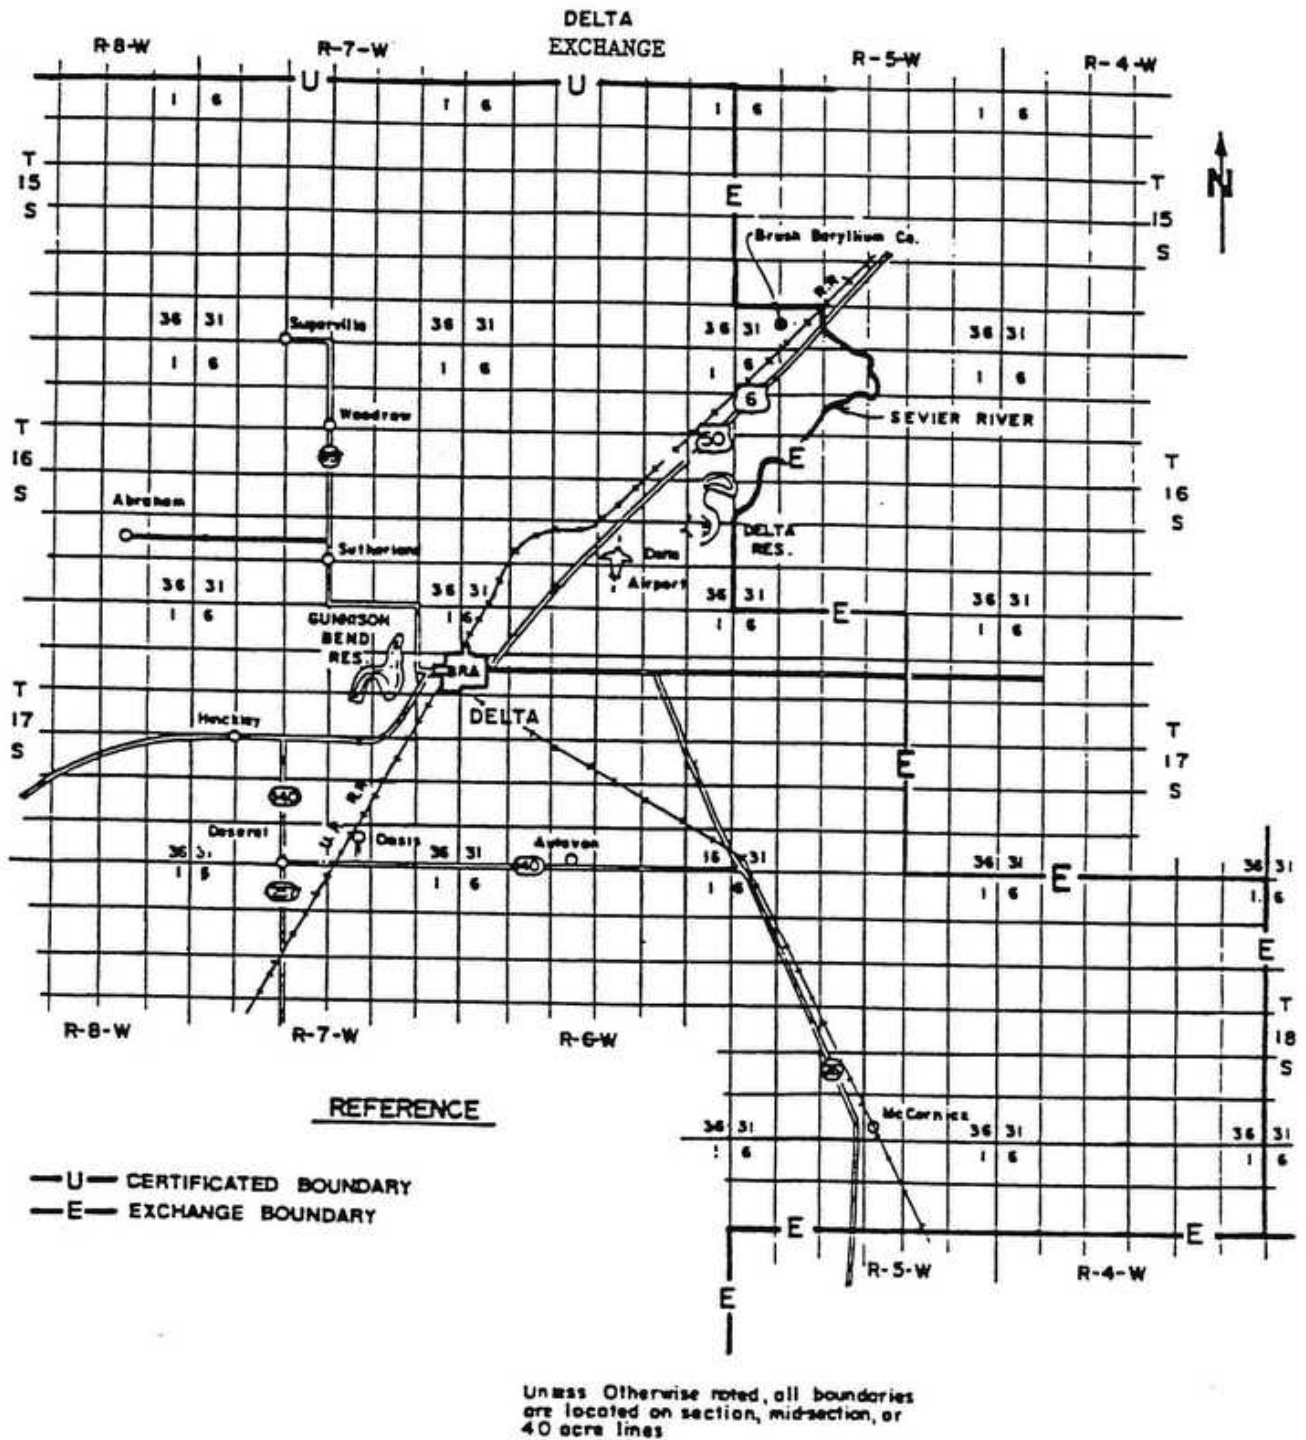 DELTA
EXCHANGE
R-8-W R-7-W R-5-W R-4-W
U U
1 6 1 6 1 6 1 6
T
15
S
T
15
S
N
E
Brush Beryllium Co.
R.R.
36 31 36 31 36 31 36 31
Sugarville
1 6 1 6 1 6 1 6
6
Woodrow
SEVIER RIVER
50
T
16
S
E
T
16
S
Abraham
DELTA
RES.
Sutherland
Delta
Airport
36 31 36 31 36 31 36 31
1 6 1 6 1 6 1 6
E
GUNNISON
BEND
RES.
BRA
T
17
S
DELTA
Hinckley
T
17
S
E
140
U.P. R.R.
Deseret
Oasis
36 31 36 31 16 31 36 31 36 31
140
1 6 1 6 1 6 1 6 1 6
E
257
E
T
18
S
R-8-W R-7-W R-6-W
REFERENCE
McCornick
36 31 36 31 36 31
1 6 1 6 1 6
U CERTIFICATED BOUNDARY
E EXCHANGE BOUNDARY
E E
R-5-W R-4-W
E
Unless Otherwise noted, all boundaries
are located on section, mid-section, or
40 acre lines